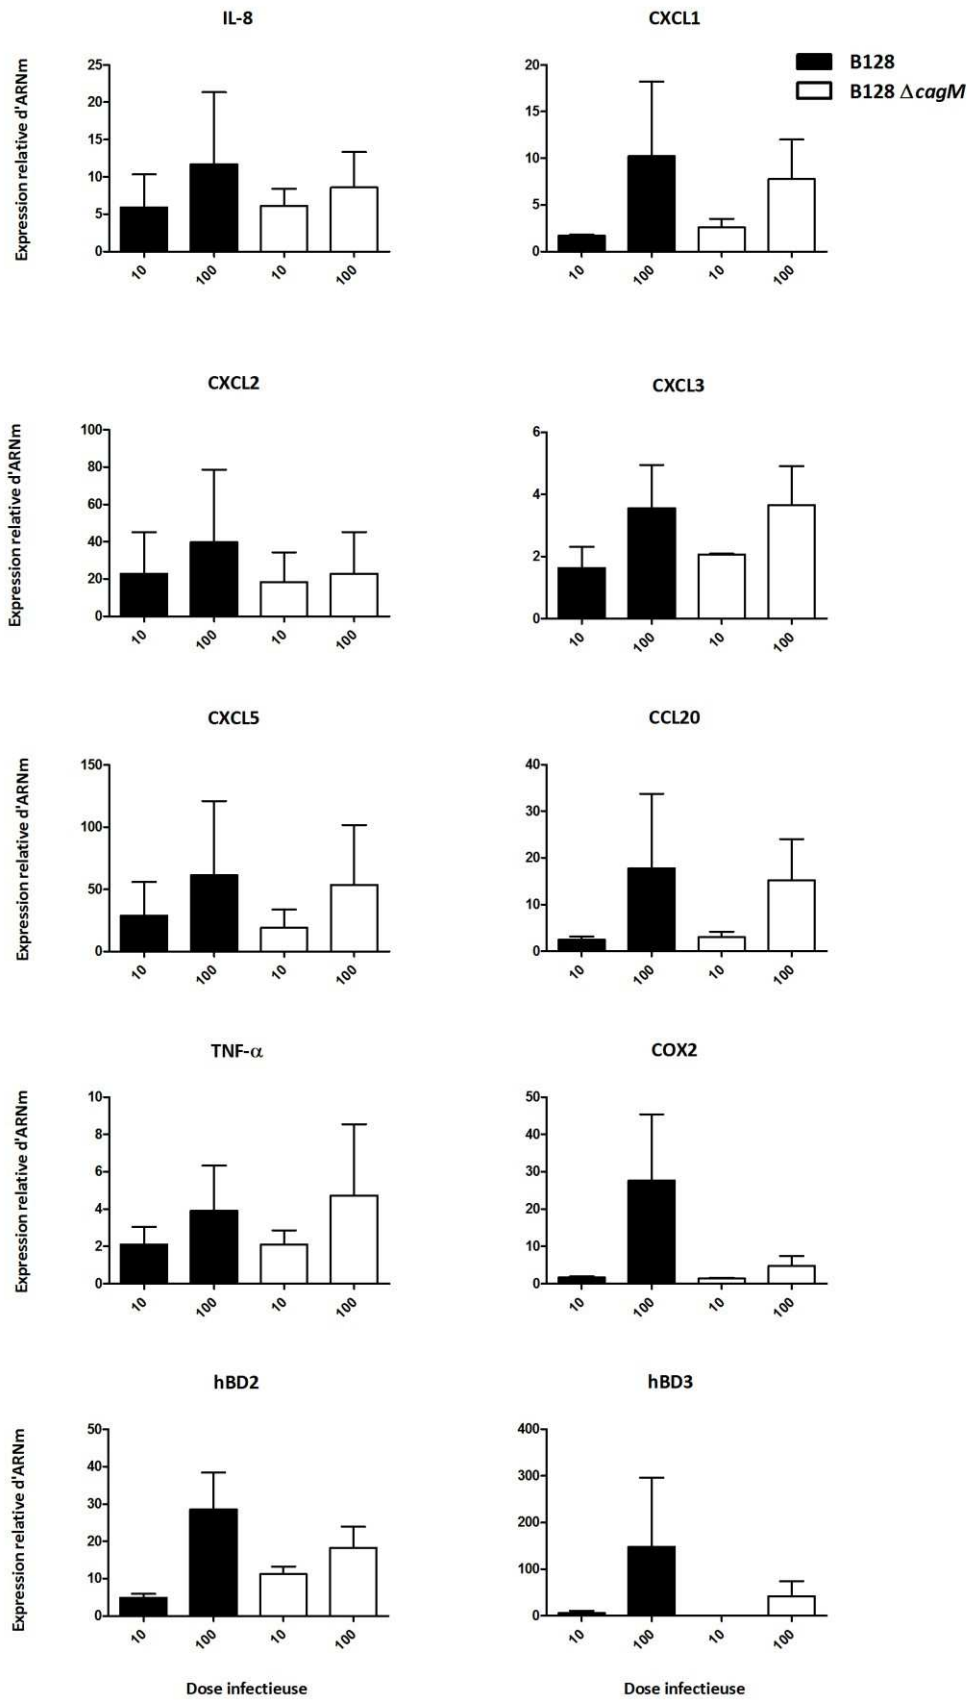 IL-8
Expression relative d'ARNm
25
20
15
10
5
0
10 100 10 100
CXCL1
20
15
10
5
0
10 100 10 100
B128
B128 ΔcagM
CXCL2
Expression relative d'ARNm
100
80
60
40
20
0
10 100 10 100
CXCL3
6
4
2
0
10 100 10 100
CXCL5
Expression relative d'ARNm
150
100
50
0
10 100 10 100
CCL20
40
30
20
10
0
10 100 10 100
TNF-α
Expression relative d'ARNm
10
8
6
4
2
0
10 100 10 100
COX2
50
40
30
20
10
0
10 100 10 100
hBD2
Expression relative d'ARNm
50
40
30
20
10
0
10 100 10 100
Dose infectieuse
hBD3
400
300
200
100
0
10 100 10 100
Dose infectieuse